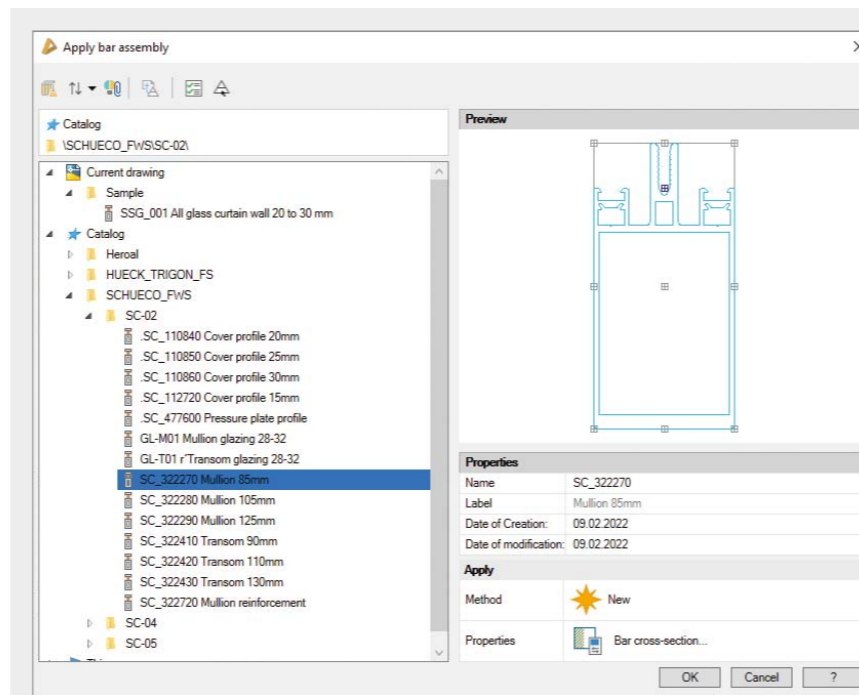 Apply bar assembly
Catalog
\SCHUECO_FWS\SC-02\
Current drawing
Sample
SSG_001 All glass curtain wall 20 to 30 mm
Catalog
Heroal
HUECK_TRIGON_FS
SCHUECO_FWS
SC-02
.SC_110840 Cover profile 20mm
.SC_110850 Cover profile 25mm
.SC_110860 Cover profile 30mm
.SC_112720 Cover profile 15mm
.SC_477600 Pressure plate profile
GL-M01 Mullion glazing 28-32
GL-T01 r'Transom glazing 28-32
SC_322270 Mullion 85mm
SC_322280 Mullion 105mm
SC_322290 Mullion 125mm
SC_322410 Transom 90mm
SC_322420 Transom 110mm
SC_322430 Transom 130mm
SC_322720 Mullion reinforcement
SC-04
SC-05
Preview
Properties
Name SC_322270
Label Mullion 85mm
Date of Creation: 09.02.2022
Date of modification: 09.02.2022
Apply
Method New
Properties Bar cross-section...
OK Cancel ?